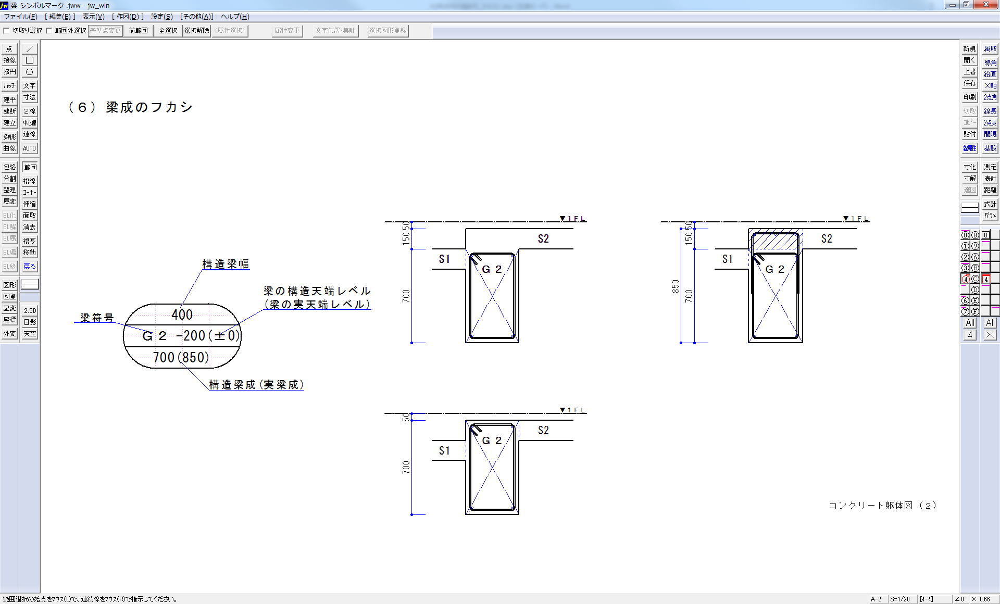 梁-シンボルマーク .jww - jw_win
ファイル(F) [ 編集(E) ] 表示(V) [ 作図(D) ] 設定(S) [その他(A)] ヘルプ(H)
切取り選択 範囲外選択 基準点変更 前範囲 全選択 選択解除 <属性選択> 属性変更 文字位置･集計 選択図形登録
点 ／
接線 □
接円 ○
ﾊｯﾁ 文字
建平 寸法
建断 2線
建立 中心線
多角形 連線
曲線 AUTO
包絡 範囲
分割 複線
整理 ｺｰﾅｰ
属変 伸縮
BL化 面取
BL解 消去
BL属 複写
BL編 移動
BL終 戻る
図形
図登
記変 2.5D
座標 日影
外変 天空
（６）梁成のフカシ
構造梁幅
梁の構造天端レベル
(梁の実天端レベル)
梁符号
400
G 2 -200(±0)
700(850)
構造梁成(実梁成)
▼1FL
50
150
700
S1
S2
G 2
▼1FL
50
150
700
850
S1
S2
G 2
▼1FL
50
700
S1
S2
G 2
コンクリート躯体図（２）
新規 属取
開く 線角
上書 鉛直
保存 X軸
印刷 2点角
切取 線長
ｺﾋﾟｰ 2点長
貼付 間隔
線属性 基設
寸化 測定
寸解 表計
選図 距離
式計
ﾊﾟﾗﾒ
0 8 0
1 9
2 A
3 B
4 C 4
D
6 E
7 F
All All
4 ×
範囲選択の始点をﾏｳｽ(L)で、連続線をﾏｳｽ(R)で指示してください。
A-2 S=1/20 [4-4] ∠0 × 0.66